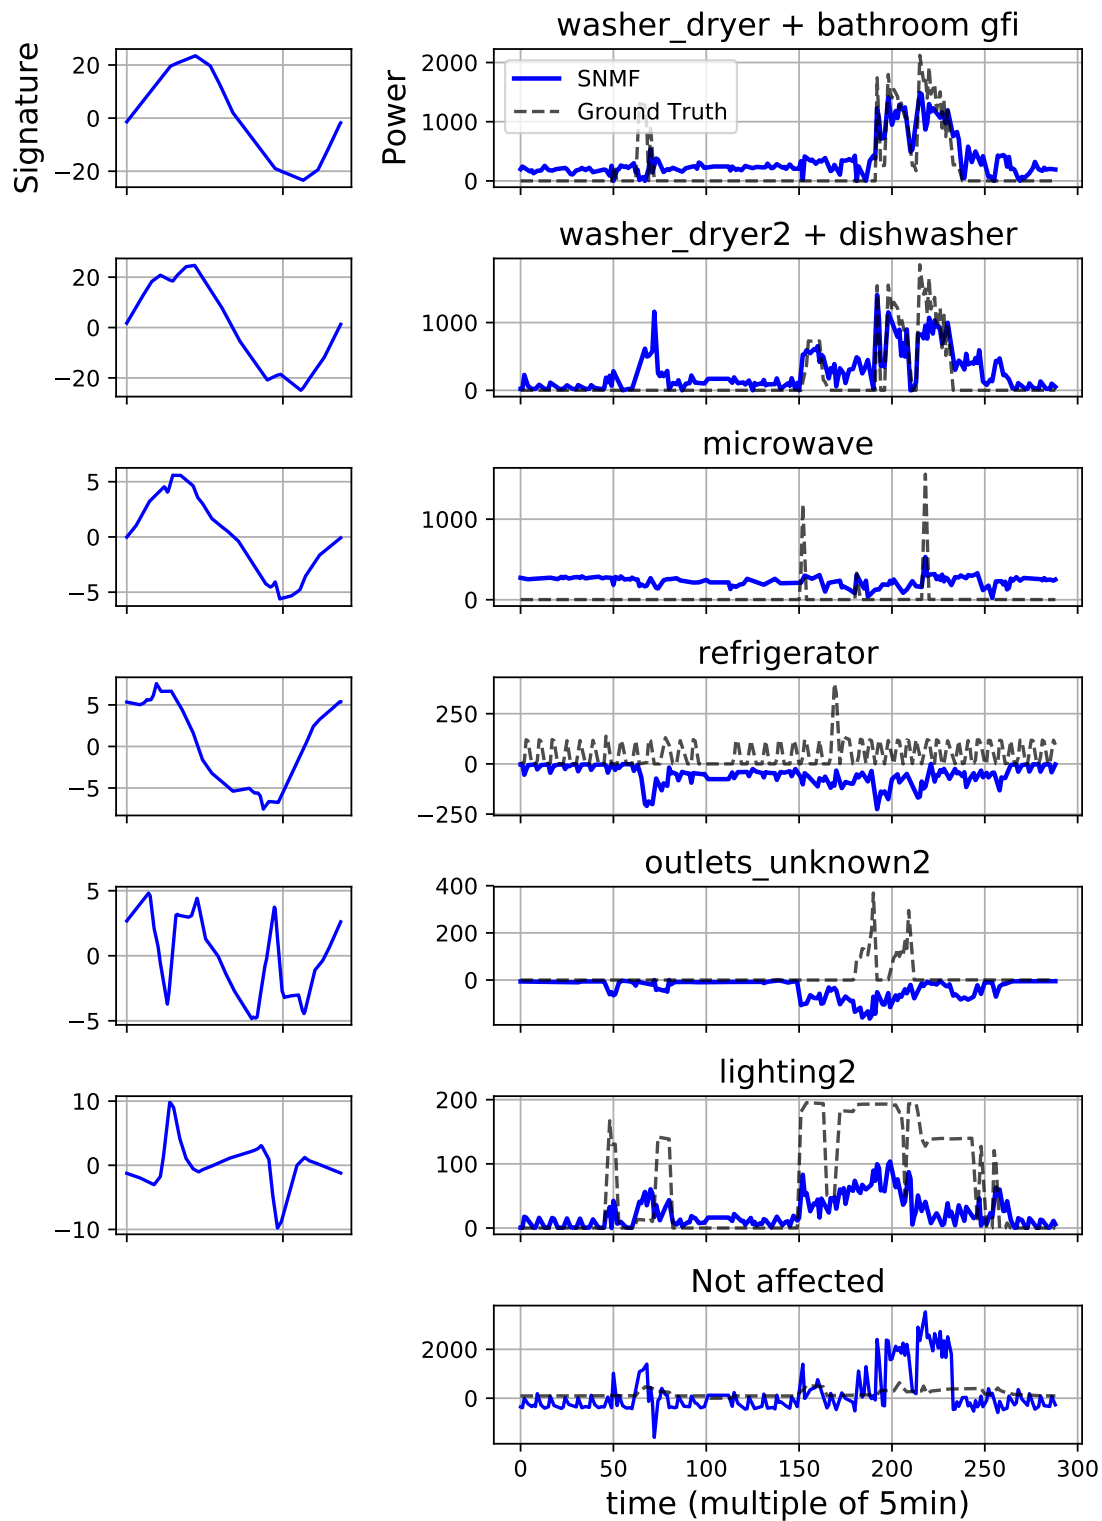 washer_dryer + bathroom gfi
Signature
20
0
−20
Power
2000
1000
0
SNMF
Ground Truth
washer_dryer2 + dishwasher
20
0
−20
1000
0
microwave
5
0
−5
1000
0
refrigerator
5
0
−5
250
0
−250
outlets_unknown2
5
0
−5
400
200
0
lighting2
10
0
−10
200
100
0
Not affected
2000
0
0 50 100 150 200 250 300
time (multiple of 5min)